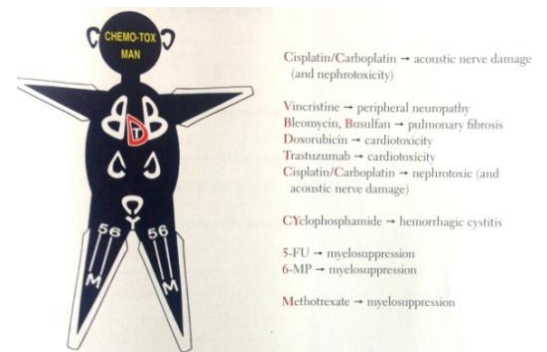 CHEMO-TOX
MAN
C C
B B
D
T
C C
CY
56 56
M M
Cisplatin/Carboplatin → acoustic nerve damage
(and nephrotoxicity)
Vincristine → peripheral neuropathy
Bleomycin, Busulfan → pulmonary fibrosis
Doxorubicin → cardiotoxicity
Trastuzumab → cardiotoxicity
Cisplatin/Carboplatin → nephrotoxic (and
acoustic nerve damage)
CYclophosphamide → hemorrhagic cystitis
5-FU → myelosuppression
6-MP → myelosuppression
Methotrexate → myelosuppression